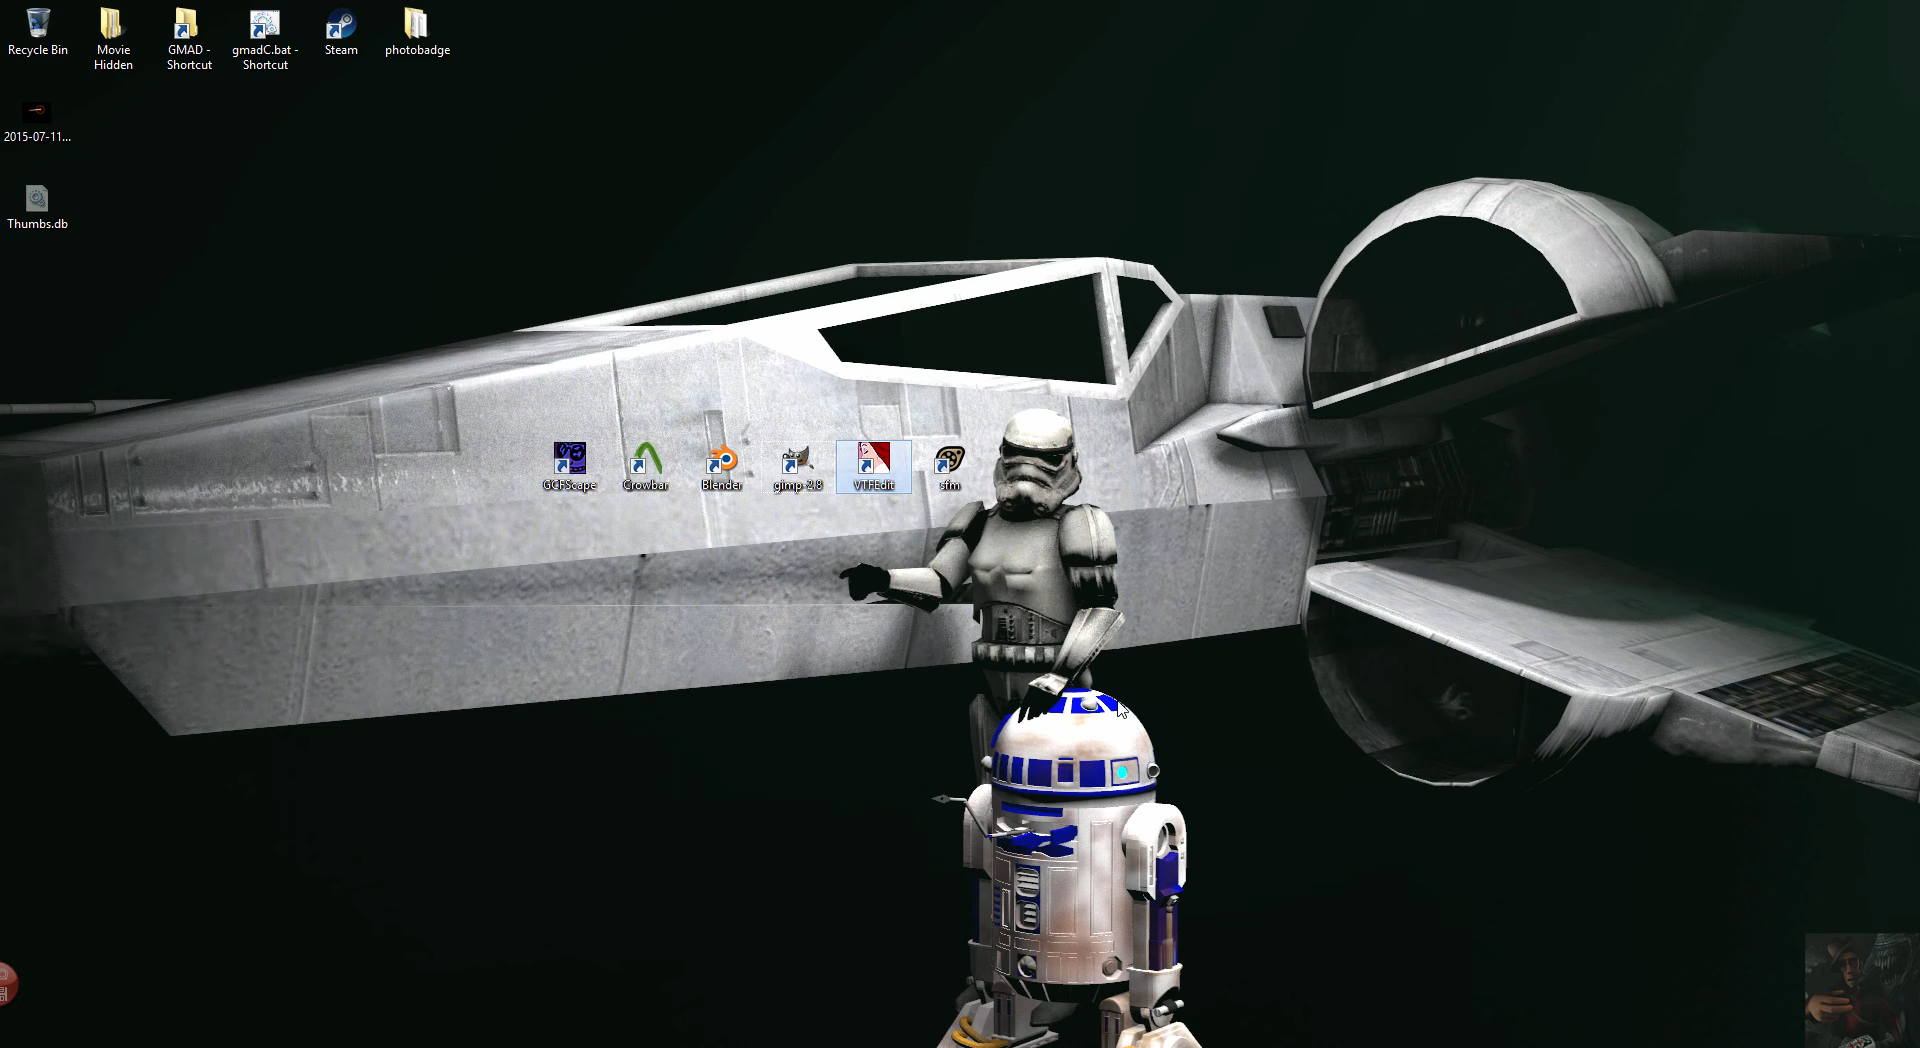 Recycle Bin
Movie
Hidden
GMAD -
Shortcut
gmadC.bat -
Shortcut
Steam
photobadge
2015-07-11...
Thumbs.db
GCFScape
Crowbar
Blender
gimp-2.8
VTFEdit
sfm